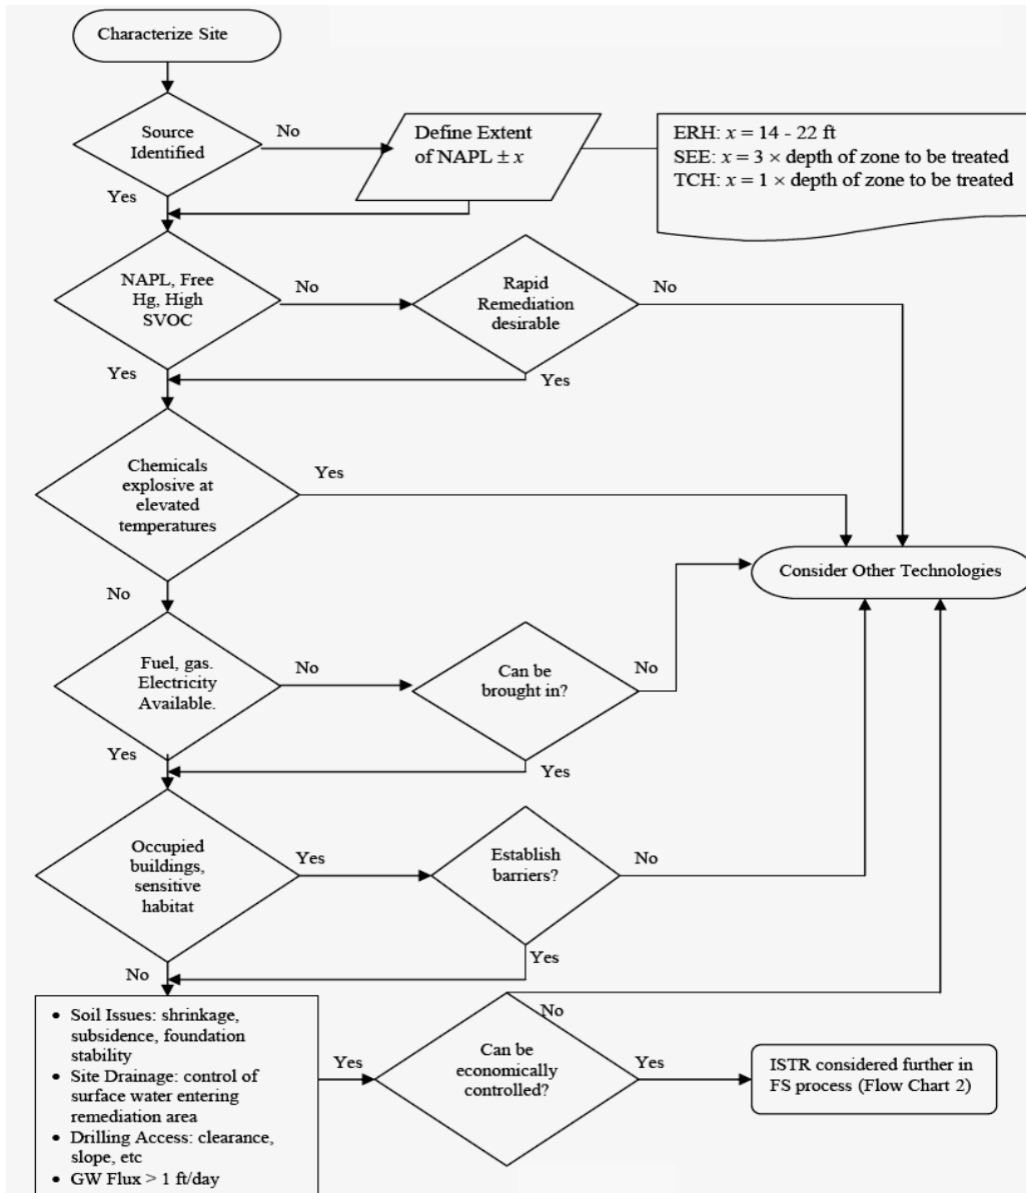 Characterize Site
Source
Identified
No
Define Extent
of NAPL ± x
ERH: x = 14 - 22 ft
SEE: x = 3 × depth of zone to be treated
TCH: x = 1 × depth of zone to be treated
Yes
NAPL, Free
Hg, High
SVOC
No
Rapid
Remediation
desirable
No
Yes
Yes
Chemicals
explosive at
elevated
temperatures
Yes
Consider Other Technologies
No
Fuel, gas.
Electricity
Available.
No
Can be
brought in?
No
Yes
Yes
Occupied
buildings,
sensitive
habitat
Yes
Establish
barriers?
No
Yes
No
• Soil Issues: shrinkage,
subsidence, foundation
stability
• Site Drainage: control of
surface water entering
remediation area
• Drilling Access: clearance,
slope, etc
• GW Flux > 1 ft/day
Yes
No
Can be
economically
controlled?
Yes
ISTR considered further in
FS process (Flow Chart 2)